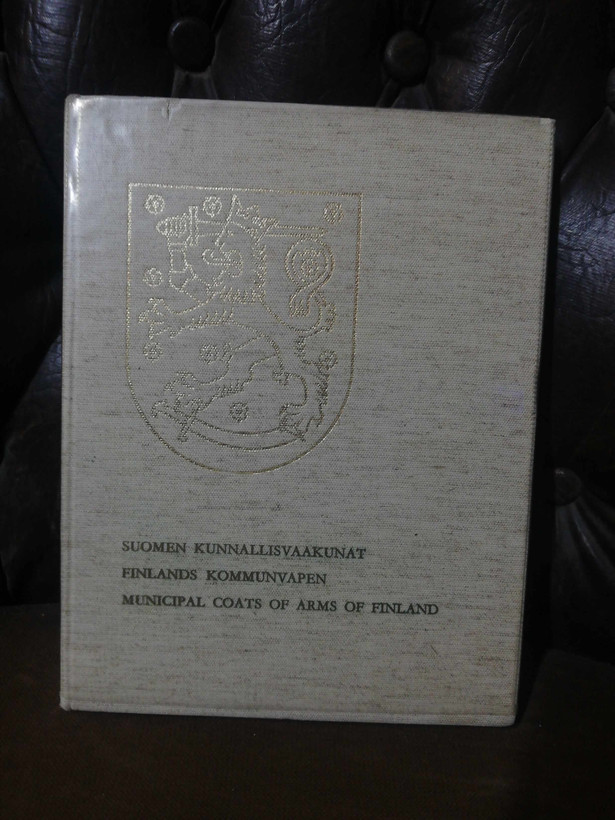 SUOMEN KUNNALLISVAAKUNAT
FINLANDS KOMMUNVAPEN
MUNICIPAL COATS OF ARMS OF FINLAND